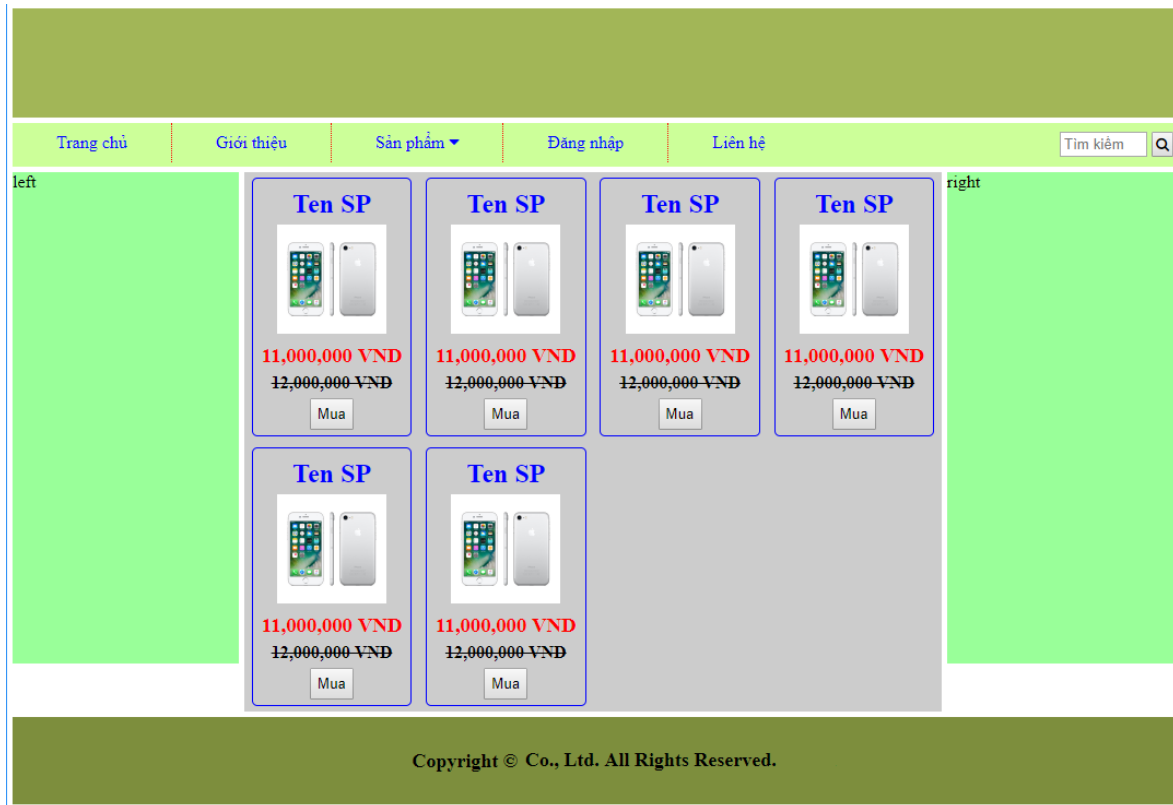 Trang chủ Giới thiệu Sản phẩm Đăng nhập Liên hệ Tìm kiềm
left
right
Ten SP Ten SP Ten SP Ten SP
11,000,000 VND 11,000,000 VND 11,000,000 VND 11,000,000 VND
12,000,000 VND 12,000,000 VND 12,000,000 VND 12,000,000 VND
Mua Mua Mua Mua
Ten SP Ten SP
11,000,000 VND 11,000,000 VND
12,000,000 VND 12,000,000 VND
Mua Mua
Copyright © Co., Ltd. All Rights Reserved.